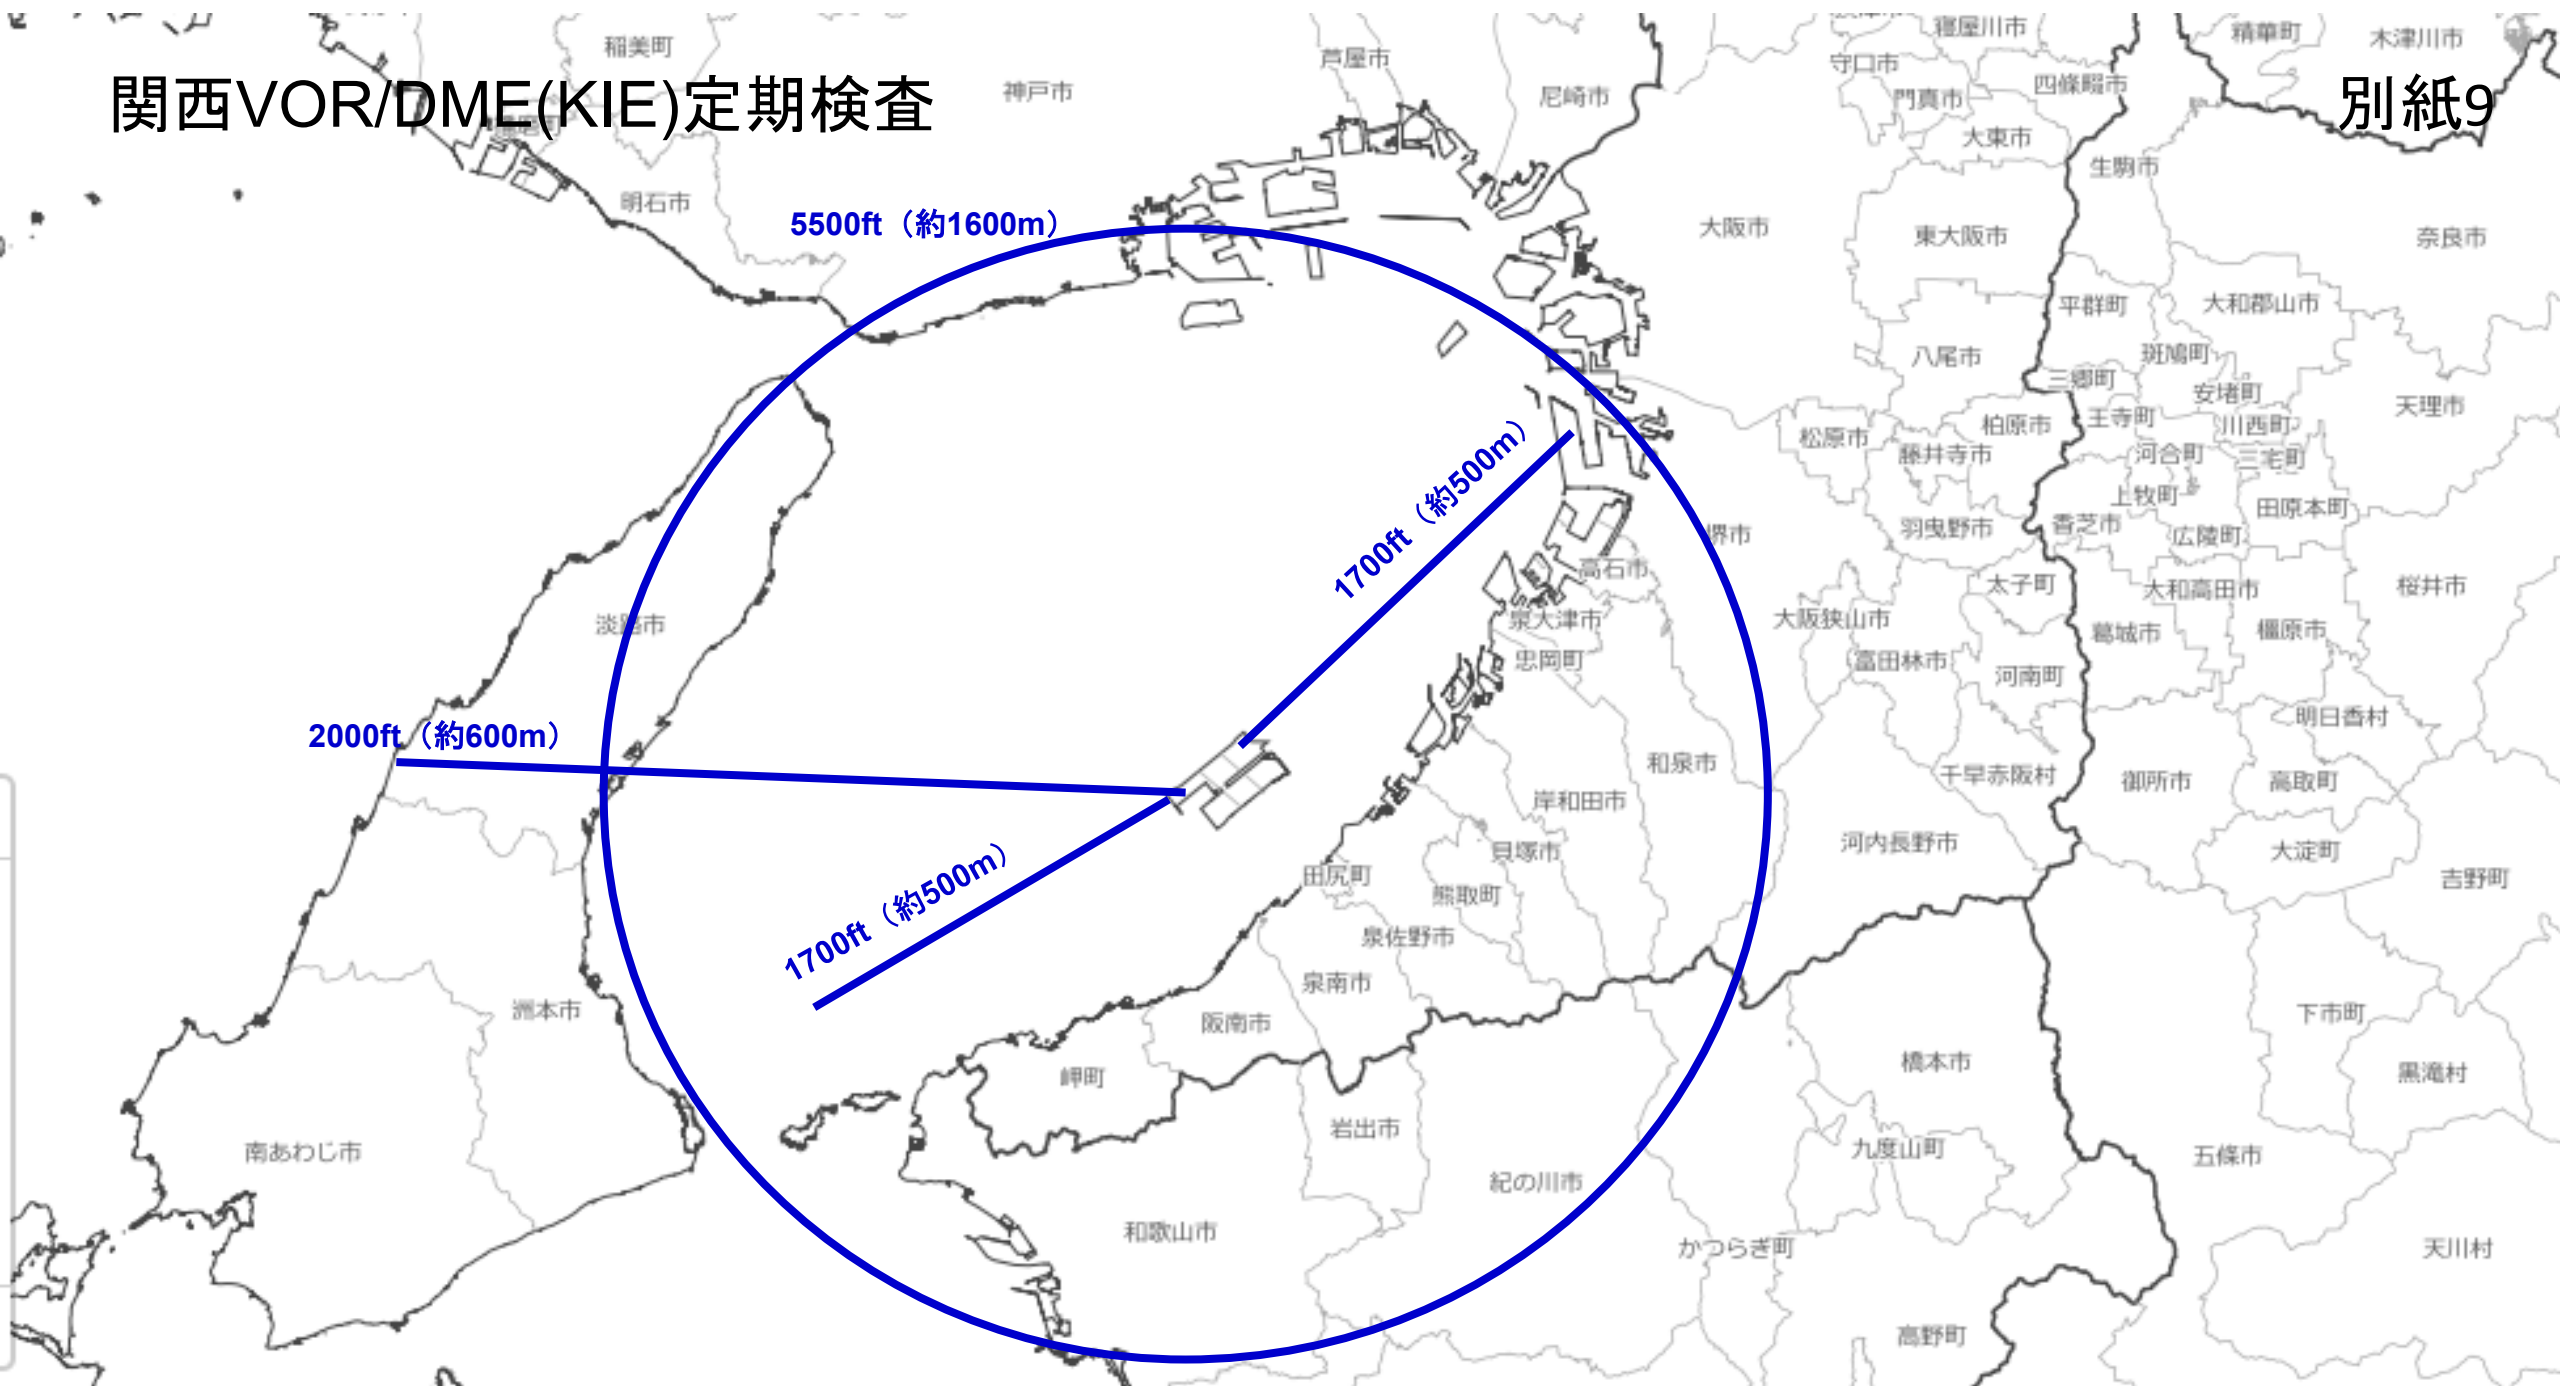 稲美町
寝屋川市
精華町
木津川市
芦屋市
守口市
神戸市
尼崎市
門真市
四條畷市
関西VOR/DME(KIE)定期検査
別紙9
大東市
生駒市
明石市
5500ft（約1600m）
大阪市
東大阪市
奈良市
平群町
大和郡山市
八尾市
斑鳩町
三郷町
安堵町
天理市
柏原市
王寺町
川西町
松原市
藤井寺市
河合町
三宅町
1700ft（約500m）
上牧町
田原本町
羽曳野市
香芝市
広陵町
堺市
高石市
太子町
大和高田市
桜井市
淡路市
泉大津市
大阪狭山市
葛城市
橿原市
忠岡町
富田林市
河南町
明日香村
2000ft（約600m）
和泉市
千早赤阪村
御所市
高取町
岸和田市
河内長野市
大淀町
貝塚市
田尻町
熊取町
吉野町
1700ft（約500m）
泉佐野市
泉南市
洲本市
阪南市
下市町
岬町
橋本市
黒滝村
岩出市
南あわじ市
九度山町
五條市
紀の川市
和歌山市
かつらぎ町
天川村
高野町